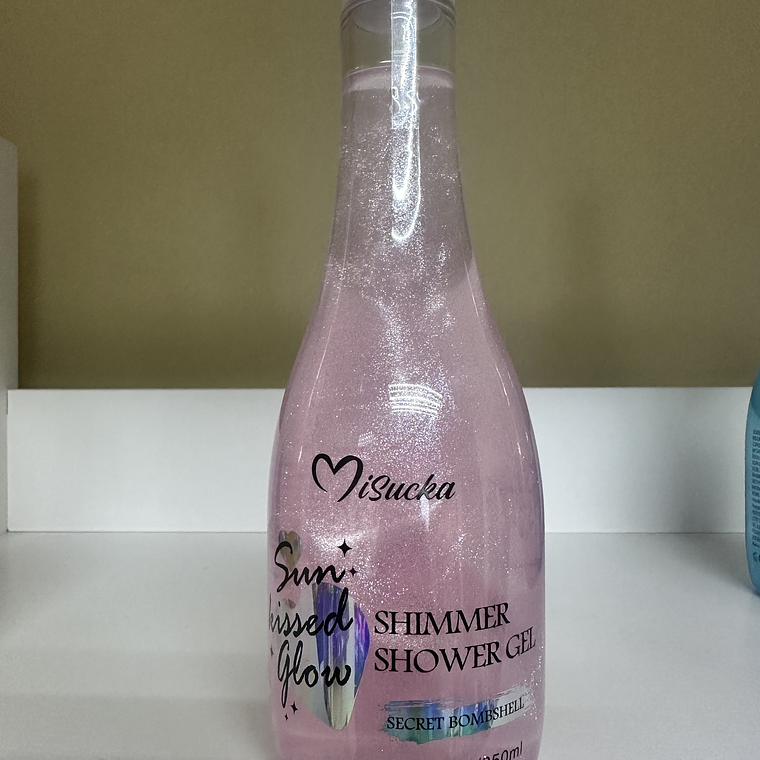 Misucka
Sun
kissed
Glow
SHIMMER
SHOWER GEL
SECRET BOMBSHELL